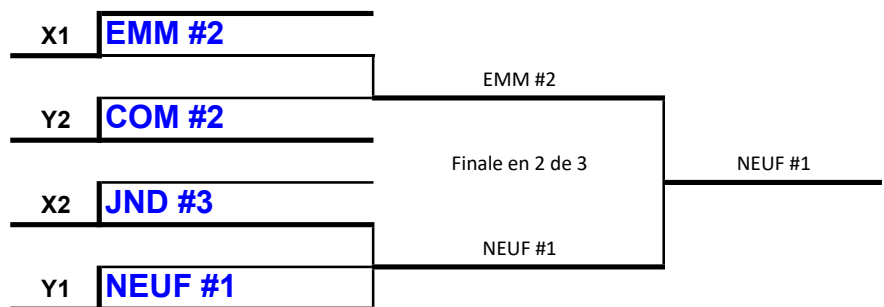 X1 EMM #2
EMM #2
Y2 COM #2
Finale en 2 de 3
NEUF #1
X2 JND #3
NEUF #1
Y1 NEUF #1